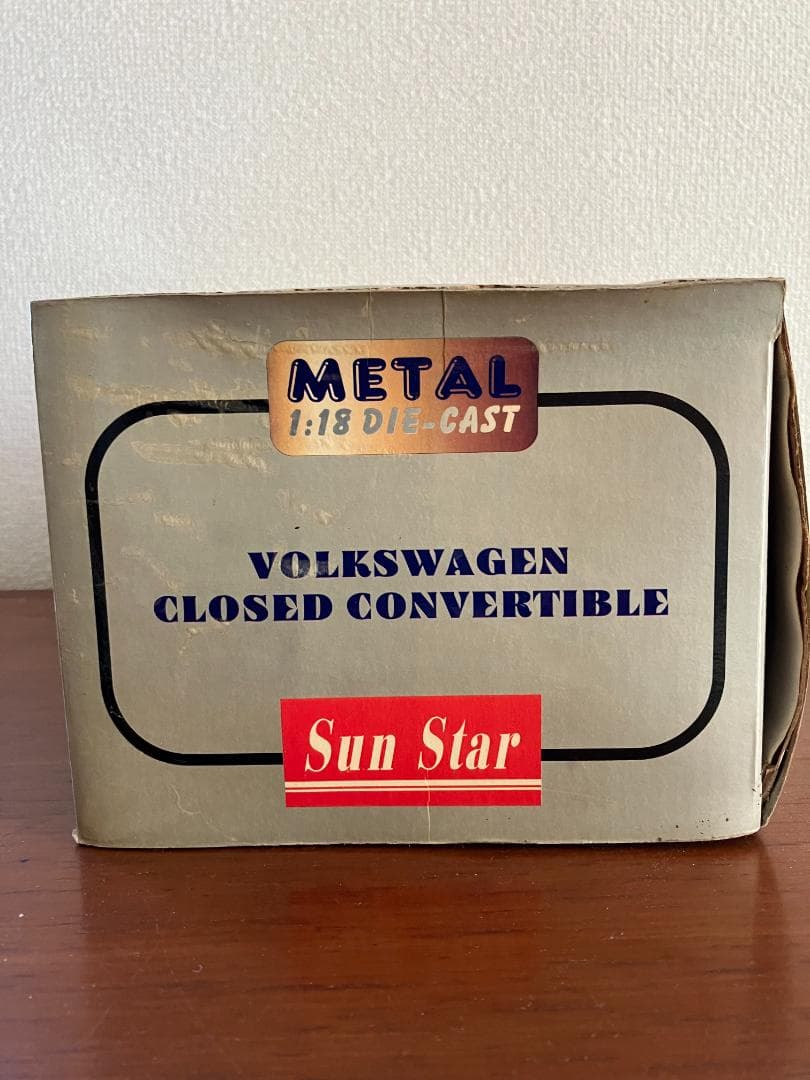 METAL
1:18 DIE-CAST
VOLKSWAGEN
CLOSED CONVERTIBLE
Sun Star